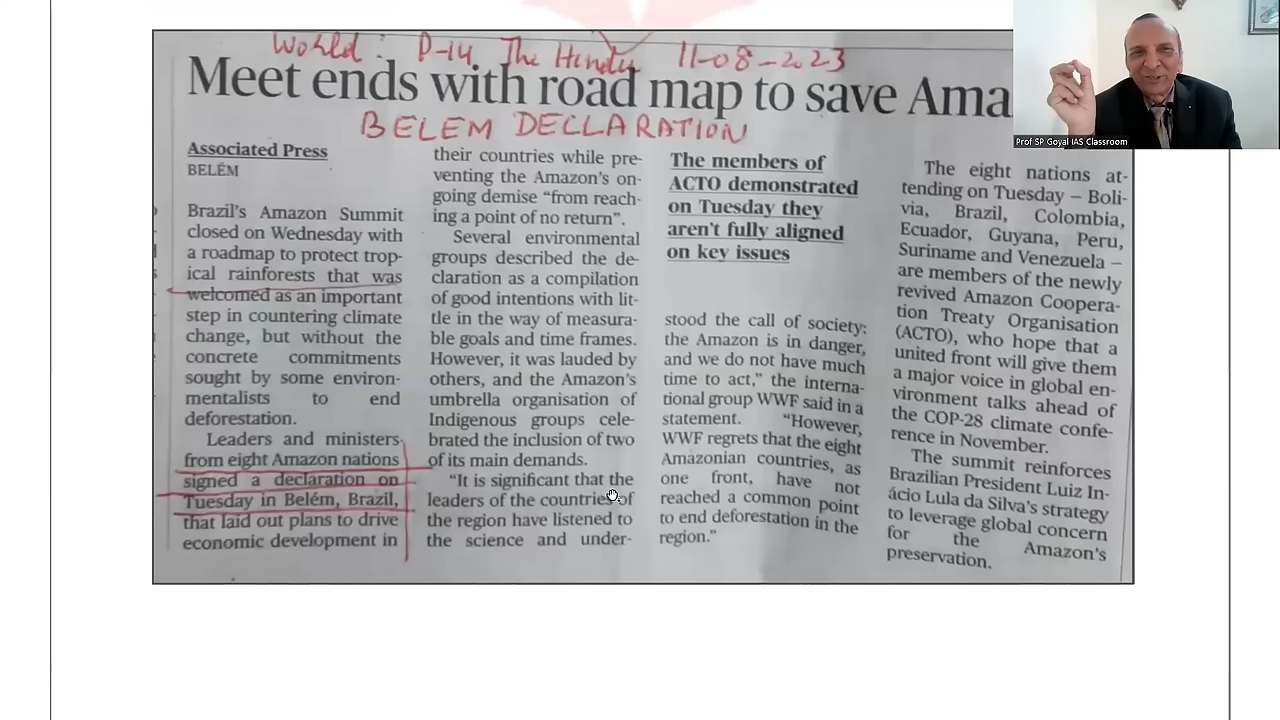 World: P-14 The Hindu 11-08-2023
Meet ends with road map to save Ama
BELEM DECLARATION
Prof SP Goyal IAS Classroom
Associated Press
BELÉM
Brazil's Amazon Summit
closed on Wednesday with
a roadmap to protect trop-
ical rainforests that was
welcomed as an important
step in countering climate
change, but without the
concrete commitments
sought by some environ-
mentalists to end
deforestation.
Leaders and ministers
from eight Amazon nations
signed a declaration on
Tuesday in Belém, Brazil,
that laid out plans to drive
economic development in
their countries while pre-
venting the Amazon's on-
going demise "from reach-
ing a point of no return".
Several environmental
groups described the de-
claration as a compilation
of good intentions with lit-
tle in the way of measura-
ble goals and time frames.
However, it was lauded by
others, and the Amazon's
umbrella organisation of
Indigenous groups cele-
brated the inclusion of two
of its main demands.
"It is significant that the
leaders of the countries of
the region have listened to
the science and under-
The members of
ACTO demonstrated
on Tuesday they
aren't fully aligned
on key issues
stood the call of society:
the Amazon is in danger,
and we do not have much
time to act," the interna-
tional group WWF said in a
statement. "However,
WWF regrets that the eight
Amazonian countries, as
one front, have not
reached a common point
to end deforestation in the
region."
The eight nations at-
tending on Tuesday – Boli-
via, Brazil, Colombia,
Ecuador, Guyana, Peru,
Suriname and Venezuela –
are members of the newly
revived Amazon Coopera-
tion Treaty Organisation
(ACTO), who hope that a
united front will give them
a major voice in global en-
vironment talks ahead of
the COP-28 climate confe-
rence in November.
The summit reinforces
Brazilian President Luiz In-
ácio Lula da Silva's strategy
to leverage global concern
for the Amazon's
preservation.